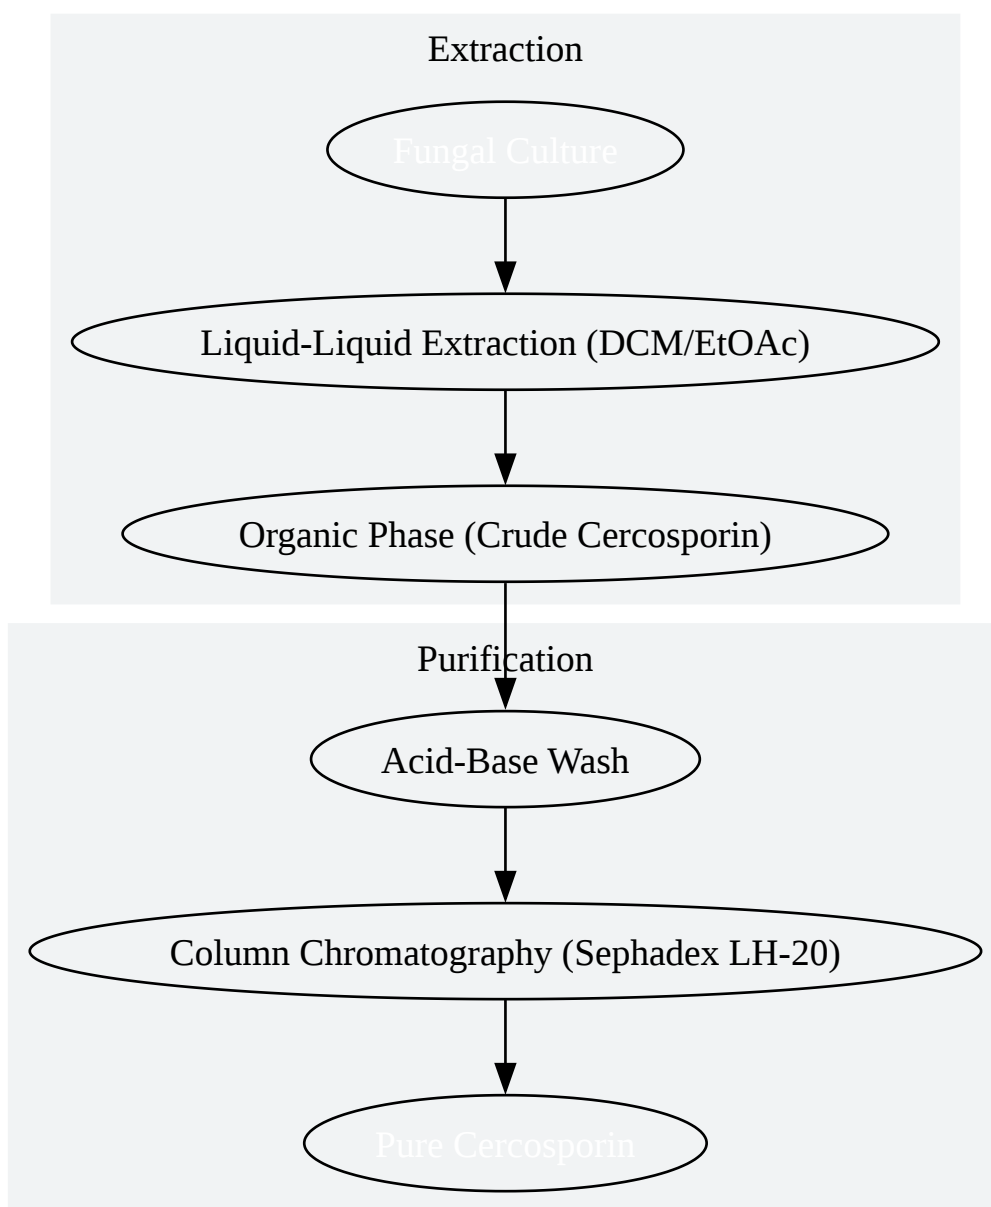 Extraction
Fungal Culture
Liquid-Liquid Extraction (DCM/EtOAc)
Organic Phase (Crude Cercosporin)
Purification
Acid-Base Wash
Column Chromatography (Sephadex LH-20)
Pure Cercosporin